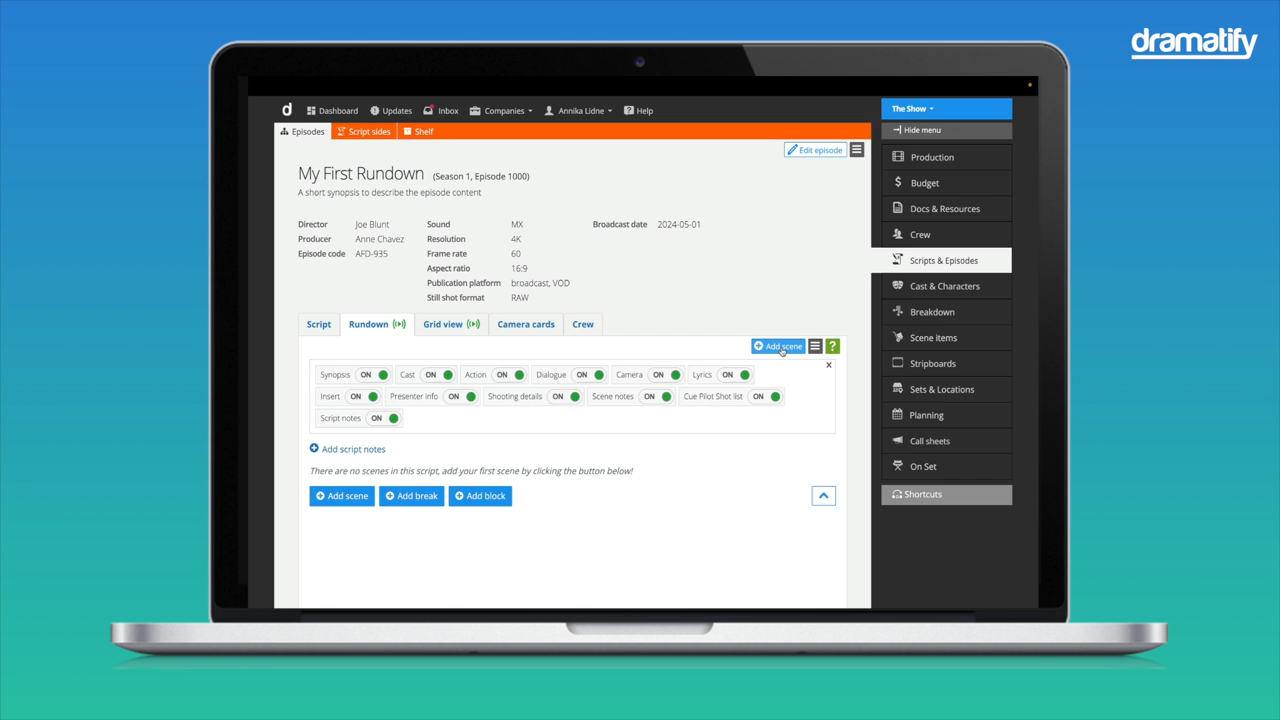 dramatify
d Dashboard Updates Inbox Companies Annika Lidne Help
The Show
Hide menu
Episodes Script sides Shelf
Edit episode
My First Rundown (Season 1, Episode 1000)
A short synopsis to describe the episode content
Director Joe Blunt Sound MX Broadcast date 2024-05-01
Producer Anne Chavez Resolution 4K
Episode code AFD-935 Frame rate 60
Aspect ratio 16:9
Publication platform broadcast, VOD
Still shot format RAW
Script Rundown Grid view Camera cards Crew
Add scene ?
x
Synopsis ON Cast ON Action ON Dialogue ON Camera ON Lyrics ON
Insert ON Presenter info ON Shooting details ON Scene notes ON Cue Pilot Shot list ON
Script notes ON
Add script notes
There are no scenes in this script, add your first scene by clicking the button below!
Add scene Add break Add block
Production
Budget
Docs & Resources
Crew
Scripts & Episodes
Cast & Characters
Breakdown
Scene items
Stripboards
Sets & Locations
Planning
Call sheets
On Set
Shortcuts